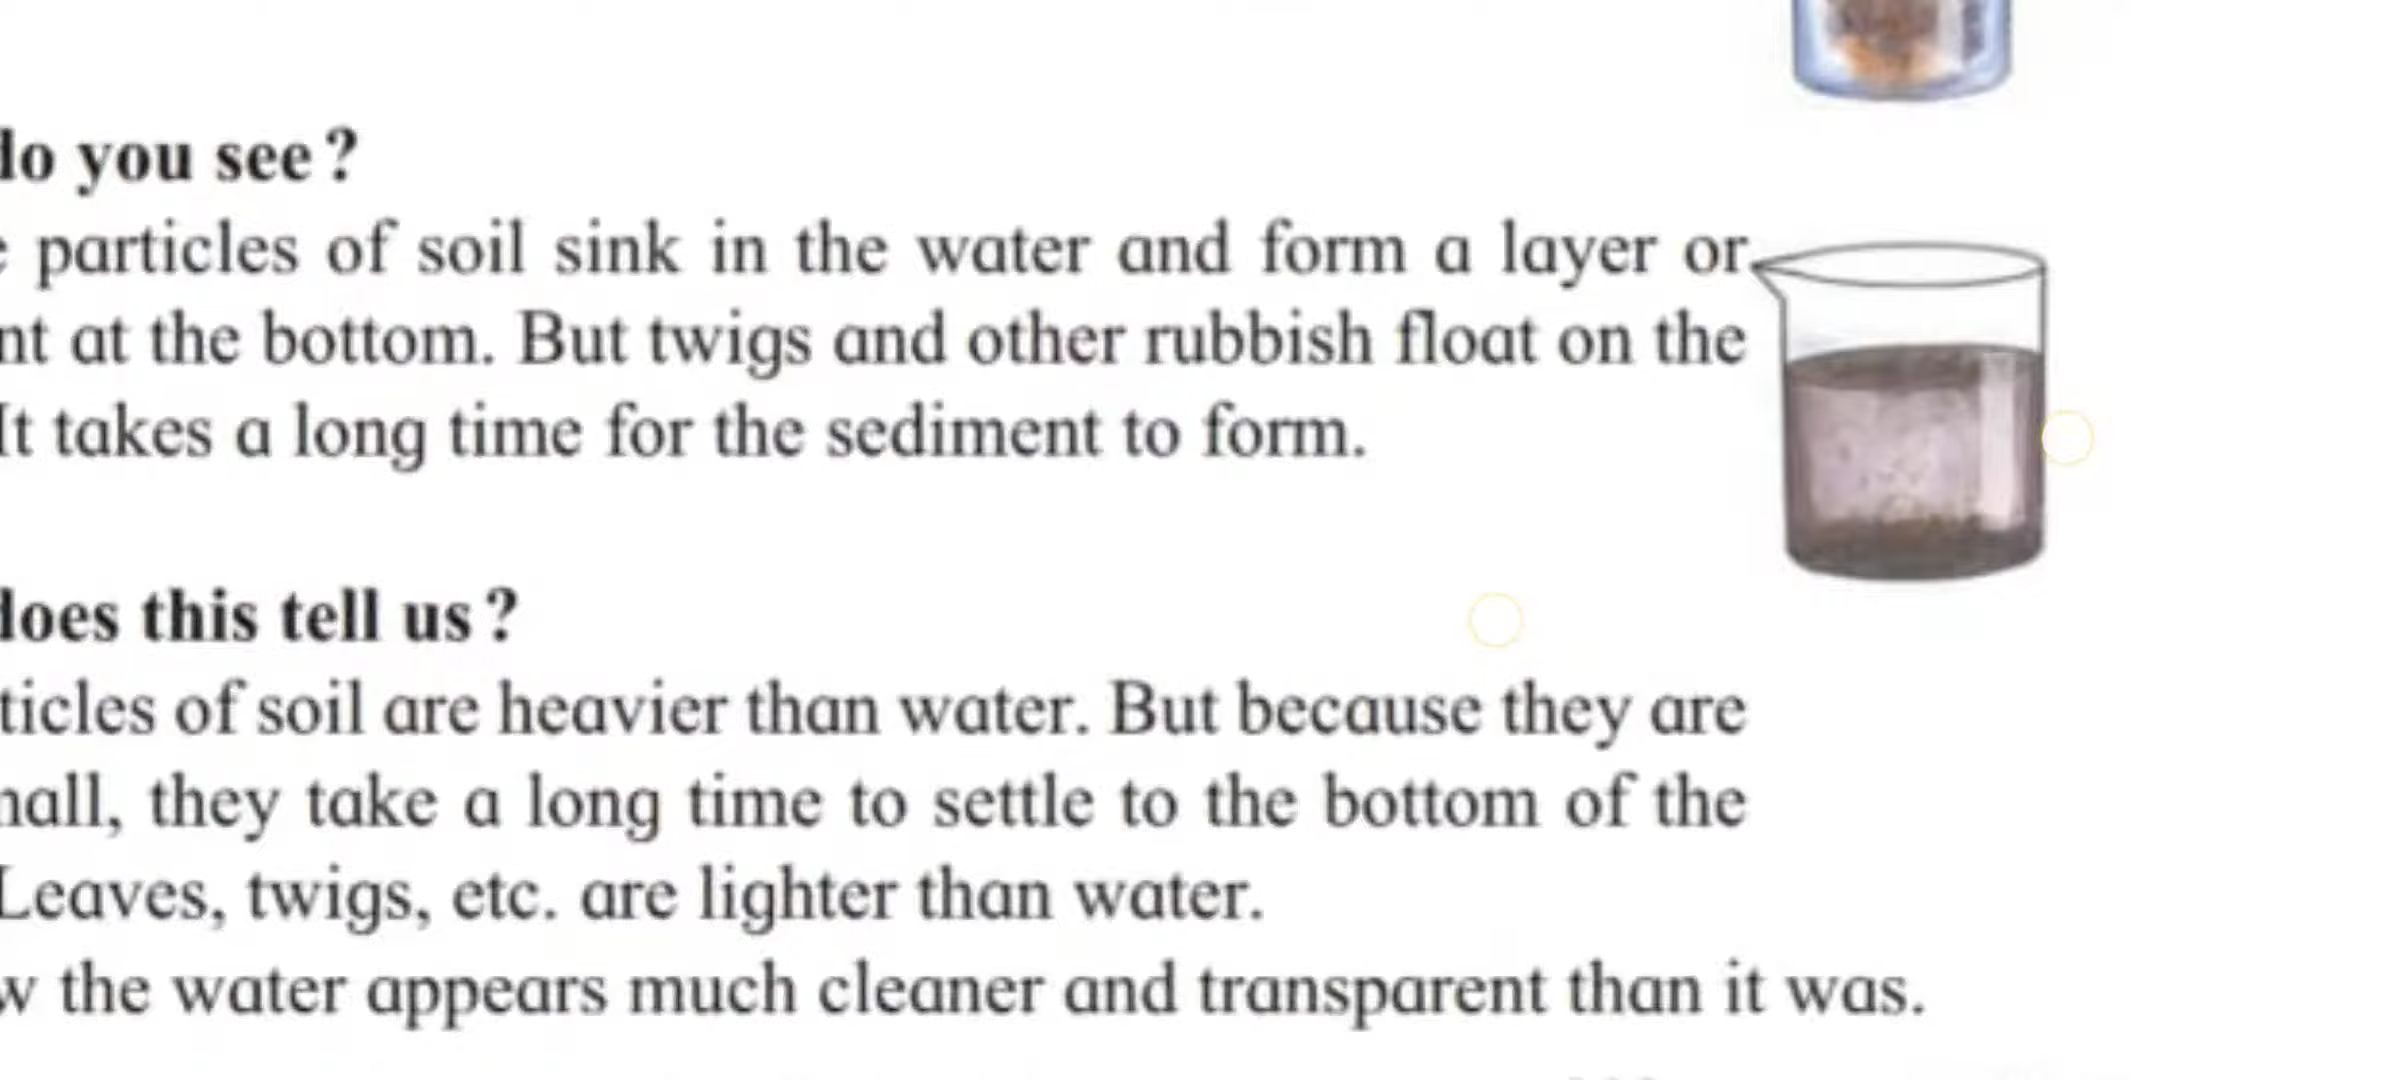 do you see ?
particles of soil sink in the water and form a layer or
nt at the bottom. But twigs and other rubbish float on the
It takes a long time for the sediment to form.
does this tell us ?
ticles of soil are heavier than water. But because they are
nall, they take a long time to settle to the bottom of the
Leaves, twigs, etc. are lighter than water.
w the water appears much cleaner and transparent than it was.